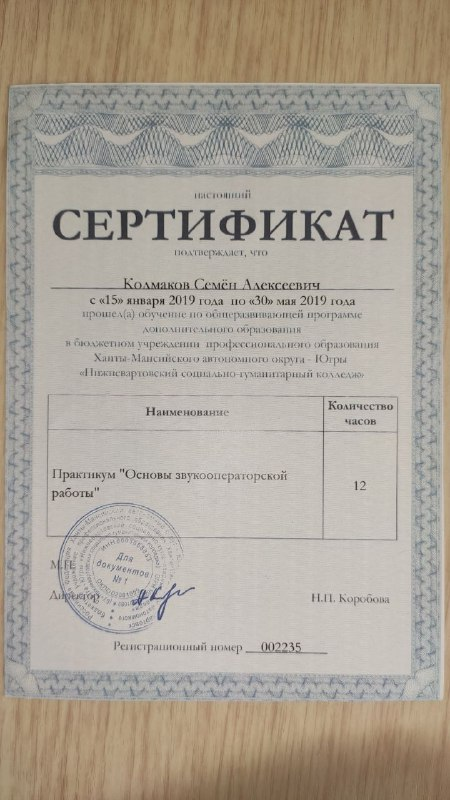 настоящий
СЕРТИФИКАТ
подтверждает, что
Колмаков Семён Алексеевич
с «15» января 2019 года по «30» мая 2019 года
прошел(а) обучение по общеразвивающей программе
дополнительного образования
в бюджетном учреждении профессионального образования
Ханты-Мансийского автономного округа – Югры
«Нижневартовский социально-гуманитарный колледж»
Наименование
Количество часов
Практикум "Основы звукооператорской
работы"
12
М.П.
Для
документов
№ 1
Директор
Н.П. Коробова
Регистрационный номер 002235